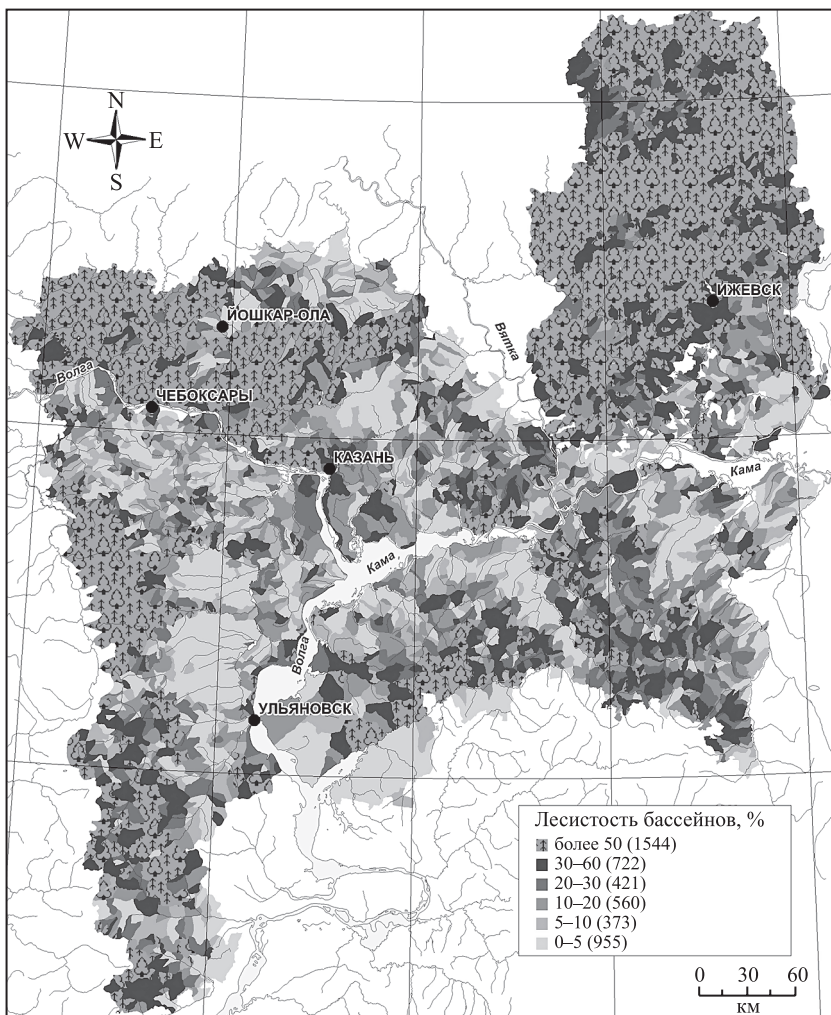 N
W E
S
ИЖЕВСК
ЙОШКАР-ОЛА
Вятка
Волга
ЧЕБОКСАРЫ
КАЗАНЬ
Кама
Кама
Волга
УЛЬЯНОВСК
Лесистость бассейнов, %
более 50 (1544)
30–60 (722)
20–30 (421)
10–20 (560)
5–10 (373)
0–5 (955)
0 30 60
км